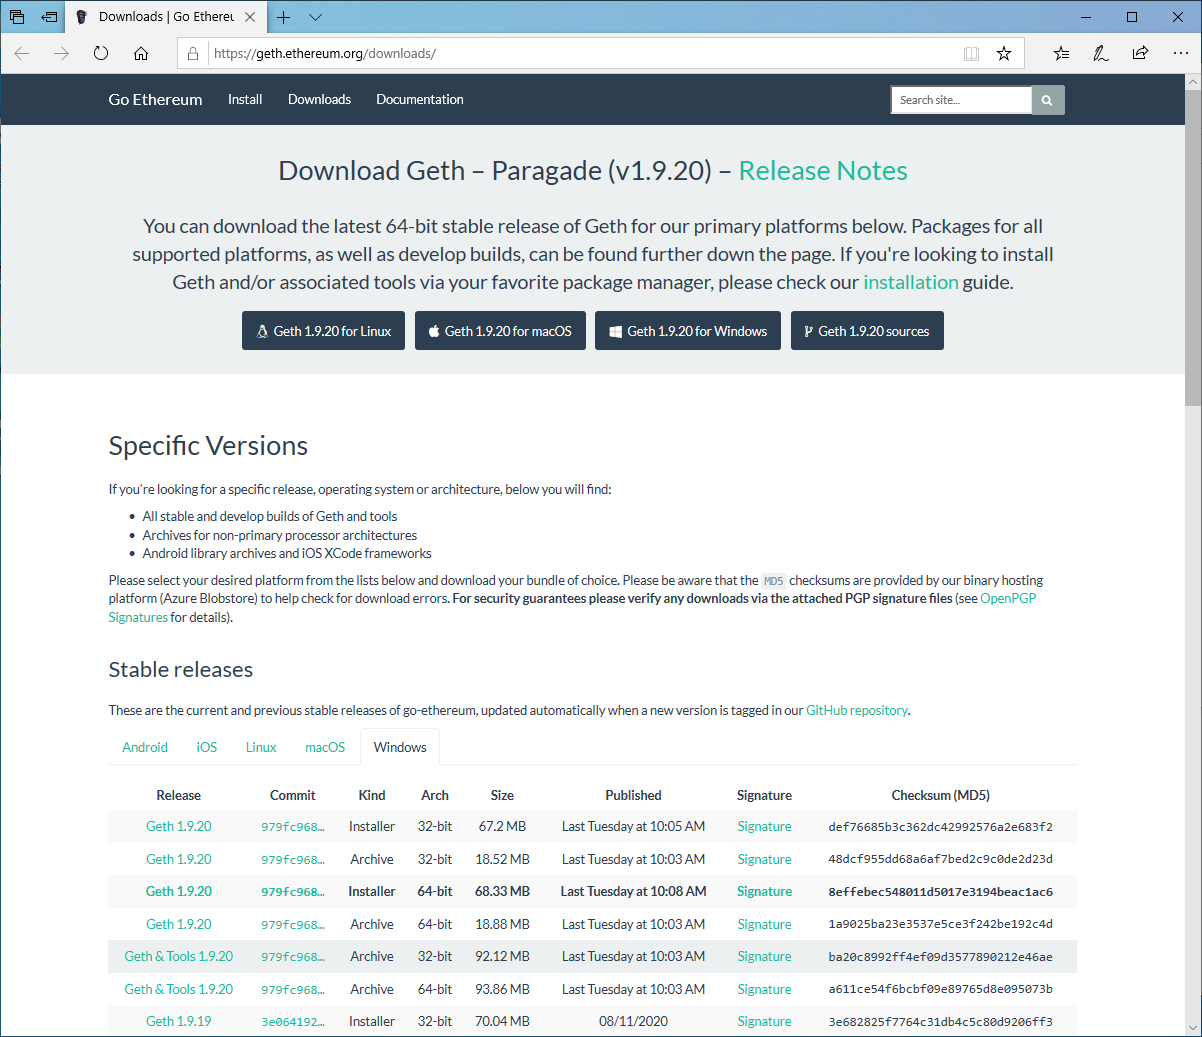 Downloads | Go Ethereu
https://geth.ethereum.org/downloads/
Go Ethereum Install Downloads Documentation Search site...
Download Geth – Paragade (v1.9.20) – Release Notes
You can download the latest 64-bit stable release of Geth for our primary platforms below. Packages for all
supported platforms, as well as develop builds, can be found further down the page. If you're looking to install
Geth and/or associated tools via your favorite package manager, please check our installation guide.
Geth 1.9.20 for Linux Geth 1.9.20 for macOS Geth 1.9.20 for Windows Geth 1.9.20 sources
Specific Versions
If you're looking for a specific release, operating system or architecture, below you will find:
• All stable and develop builds of Geth and tools
• Archives for non-primary processor architectures
• Android library archives and iOS XCode frameworks
Please select your desired platform from the lists below and download your bundle of choice. Please be aware that the MD5 checksums are provided by our binary hosting
platform (Azure Blobstore) to help check for download errors. For security guarantees please verify any downloads via the attached PGP signature files (see OpenPGP
Signatures for details).
Stable releases
These are the current and previous stable releases of go-ethereum, updated automatically when a new version is tagged in our GitHub repository.
Android iOS Linux macOS Windows
Release Commit Kind Arch Size Published Signature Checksum (MD5)
Geth 1.9.20 979fc968... Installer 32-bit 67.2 MB Last Tuesday at 10:05 AM Signature def76685b3c362dc42992576a2e683f2
Geth 1.9.20 979fc968... Archive 32-bit 18.52 MB Last Tuesday at 10:03 AM Signature 48dcf955dd68a6af7bed2c9c0de2d23d
Geth 1.9.20 979fc968... Installer 64-bit 68.33 MB Last Tuesday at 10:08 AM Signature 8effebec548011d5017e3194beac1ac6
Geth 1.9.20 979fc968... Archive 64-bit 18.88 MB Last Tuesday at 10:03 AM Signature 1a9025ba23e3537e5ce3f242be192c4d
Geth & Tools 1.9.20 979fc968... Archive 32-bit 92.12 MB Last Tuesday at 10:03 AM Signature ba20c8992ff4ef09d3577890212e46ae
Geth & Tools 1.9.20 979fc968... Archive 64-bit 93.86 MB Last Tuesday at 10:03 AM Signature a611ce54f6bcbf09e89765d8e095073b
Geth 1.9.19 3e064192... Installer 32-bit 70.04 MB 08/11/2020 Signature 3e682825f7764c31db4c5c80d9206ff3